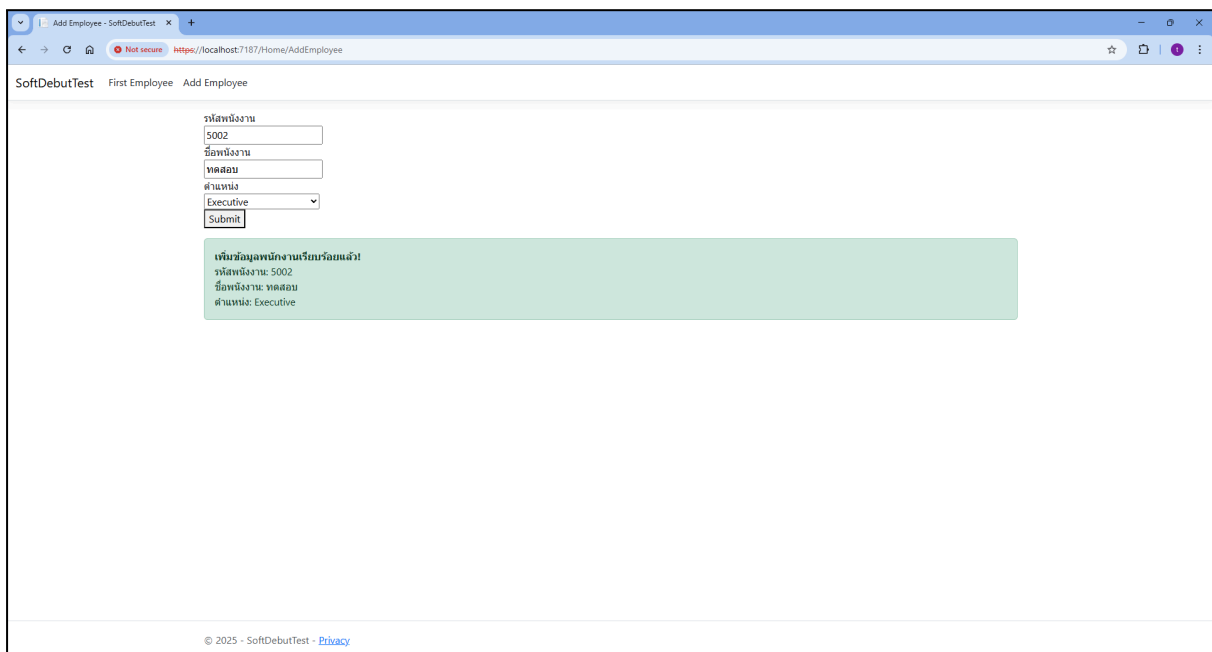 Add Employee - SoftDebutTest
Not secure https://localhost:7187/Home/AddEmployee
t
SoftDebutTest First Employee Add Employee
รหัสพนังงาน
5002
ชื่อพนังงาน
ทดสอบ
ตำแหน่ง
Executive
Submit
เพิ่มข้อมูลพนักงานเรียบร้อยแล้ว!
รหัสพนังงาน: 5002
ชื่อพนังงาน: ทดสอบ
ตำแหน่ง: Executive
© 2025 - SoftDebutTest - Privacy